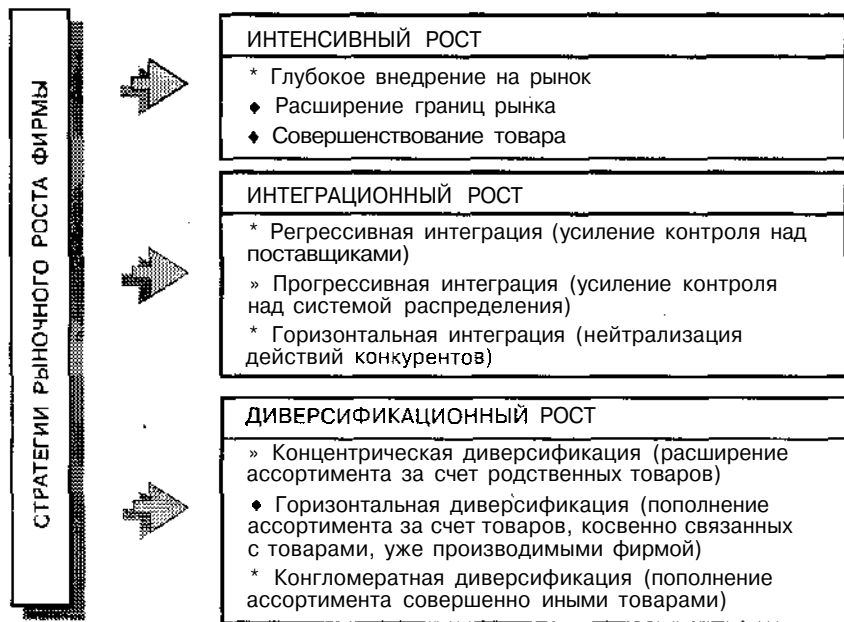 СТРАТЕГИИ РЫНОЧНОГО РОСТА ФИРМЫ
ИНТЕНСИВНЫЙ РОСТ
* Глубокое внедрение на рынок
♦ Расширение границ рынка
♦ Совершенствование товара
ИНТЕГРАЦИОННЫЙ РОСТ
* Регрессивная интеграция (усиление контроля над
поставщиками)
» Прогрессивная интеграция (усиление контроля
над системой распределения)
* Горизонтальная интеграция (нейтрализация
действий конкурентов)
ДИВЕРСИФИКАЦИОННЫЙ РОСТ
» Концентрическая диверсификация (расширение
ассортимента за счет родственных товаров)
♦ Горизонтальная диверсификация (пополнение
ассортимента за счет товаров, косвенно связанных
с товарами, уже производимыми фирмой)
* Конгломератная диверсификация (пополнение
ассортимента совершенно иными товарами)